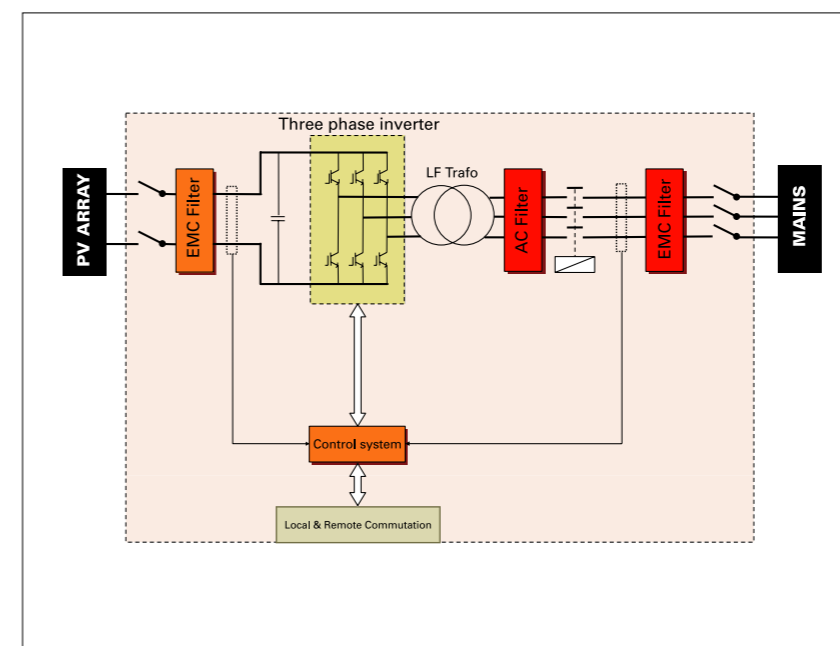 Three phase inverter
PV ARRAY
EMC Filter
LF Trafo
AC Filter
EMC Filter
MAINS
Control system
Local & Remote Commutation